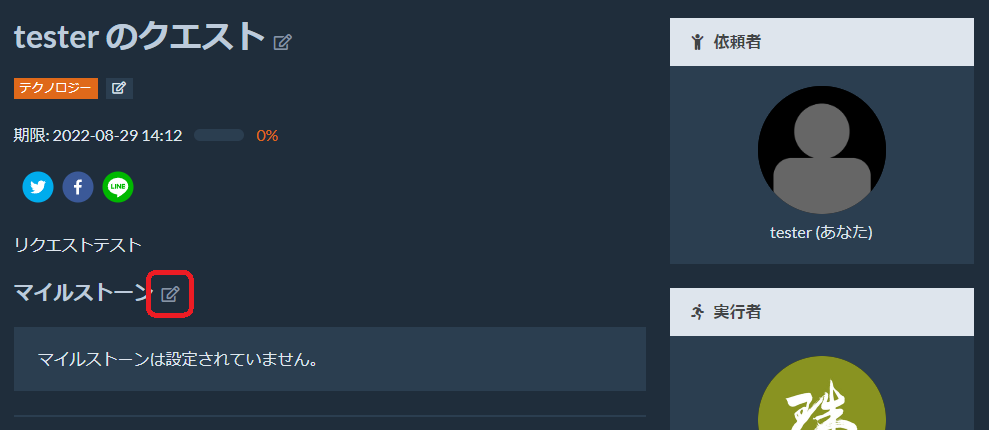 tester のクエスト
テクノロジー
期限: 2022-08-29 14:12 0%
LINE
リクエストテスト
マイルストーン
マイルストーンは設定されていません。
依頼者
tester (あなた)
実行者
珠